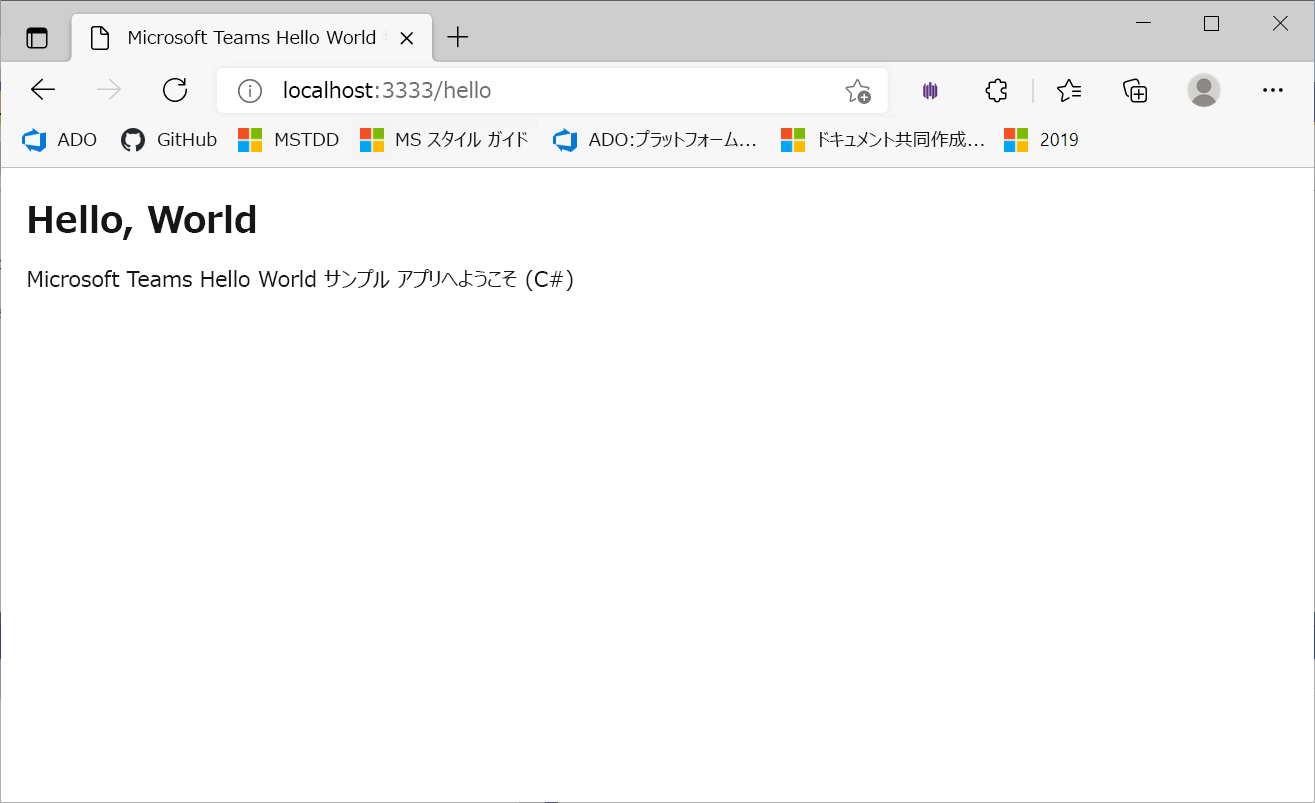 Microsoft Teams Hello World
localhost:3333/hello
ADO GitHub MSTDD MS スタイル ガイド ADO:プラットフォーム... ドキュメント共同作成... 2019
Hello, World
Microsoft Teams Hello World サンプル アプリへようこそ (C#)